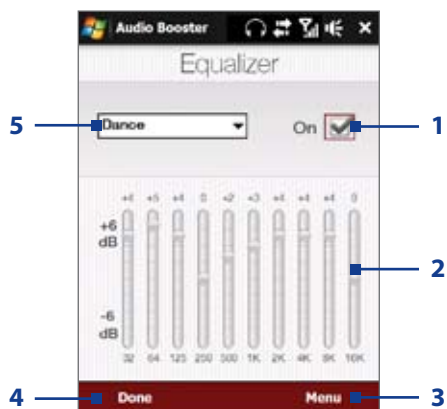 Audio Booster
Equalizer
5
Dance
On
1
+4 +5 +4 0 +2 +3 +4 +4 +4 0
+6
dB
2
-6
dB
32 64 125 250 500 1K 2K 4K 8K 16K
4
Done
Menu
3